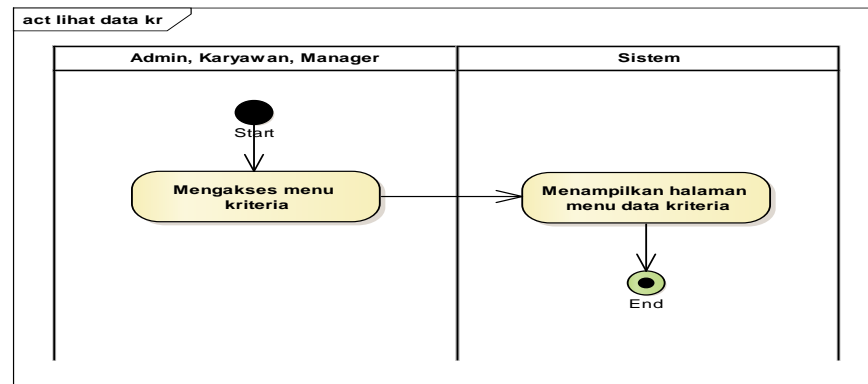 act lihat data kr
Admin, Karyawan, Manager
Sistem
Start
Mengakses menu
kriteria
Menampilkan halaman
menu data kriteria
End